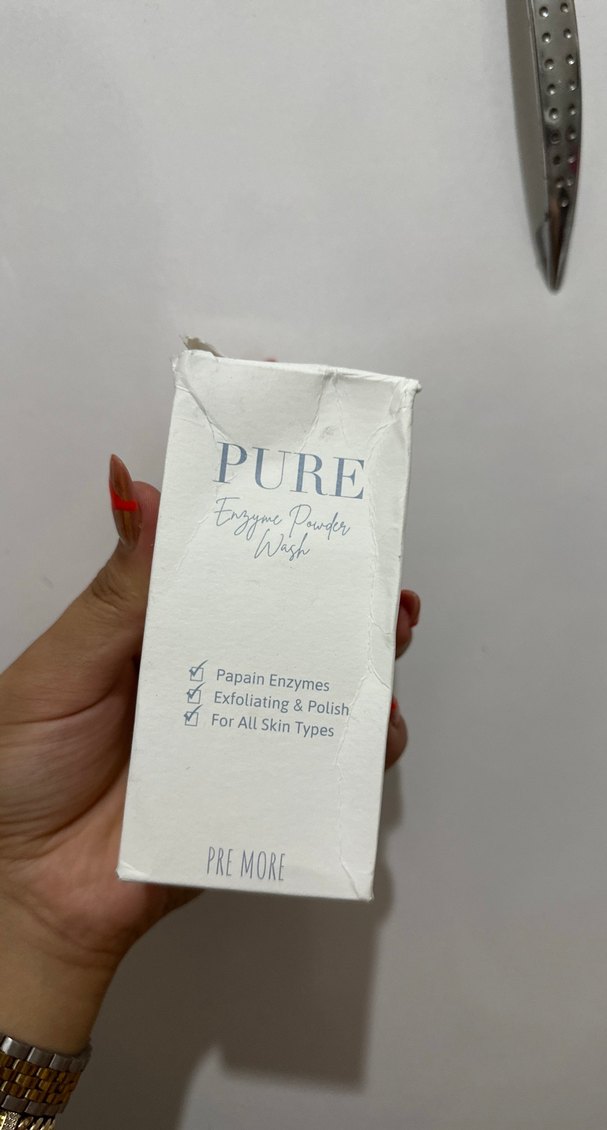 PURE
Enzyme Powder
Wash
Papain Enzymes
Exfoliating & Polish
For All Skin Types
PRE MORE